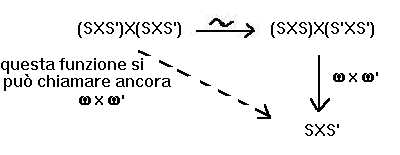 (SXS')X(SXS') ~ (SXS)X(S'XS')
questa funzione si
può chiamare ancora
ω x ω'
ω x ω'
SXS'